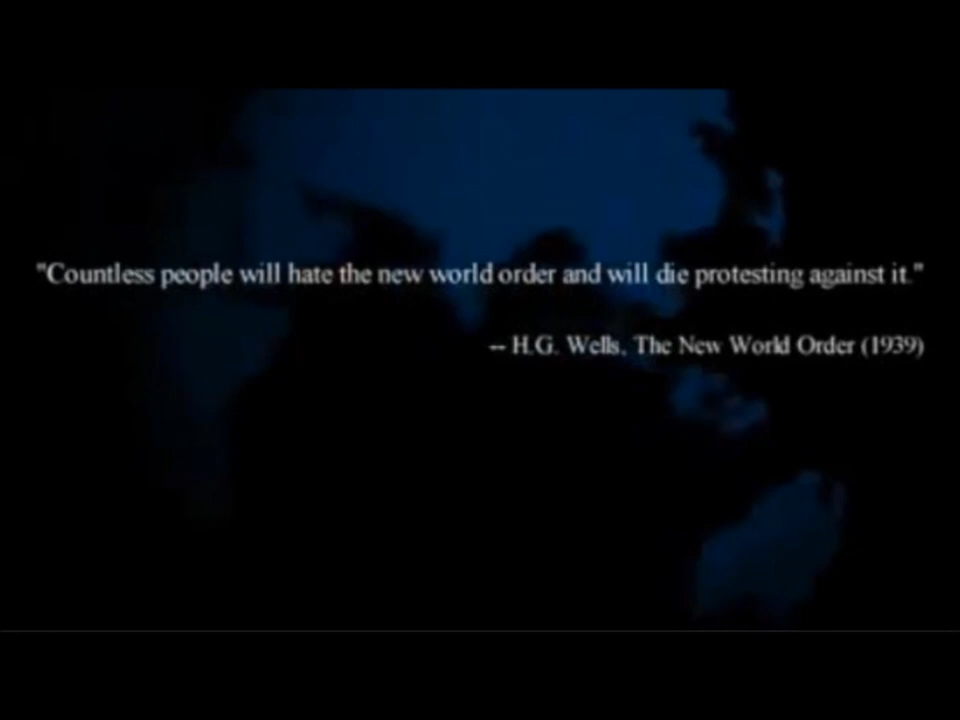 "Countless people will hate the new world order and will die protesting against it."
-- H.G. Wells, The New World Order (1939)